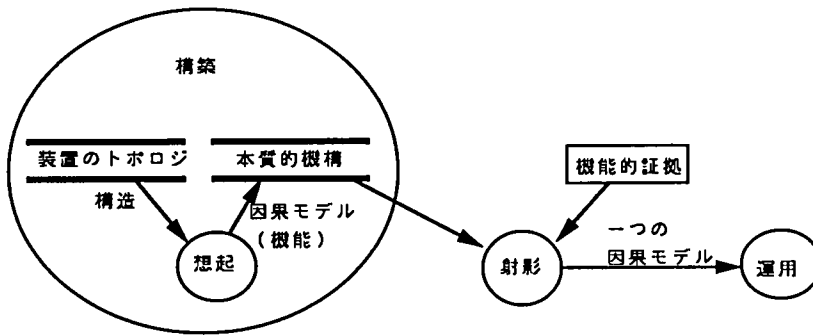 構築
装置のトポロジ
本質的機構
構造
因果モデル
(機能)
想起
機能的証拠
射影
一つの
因果モデル
運用